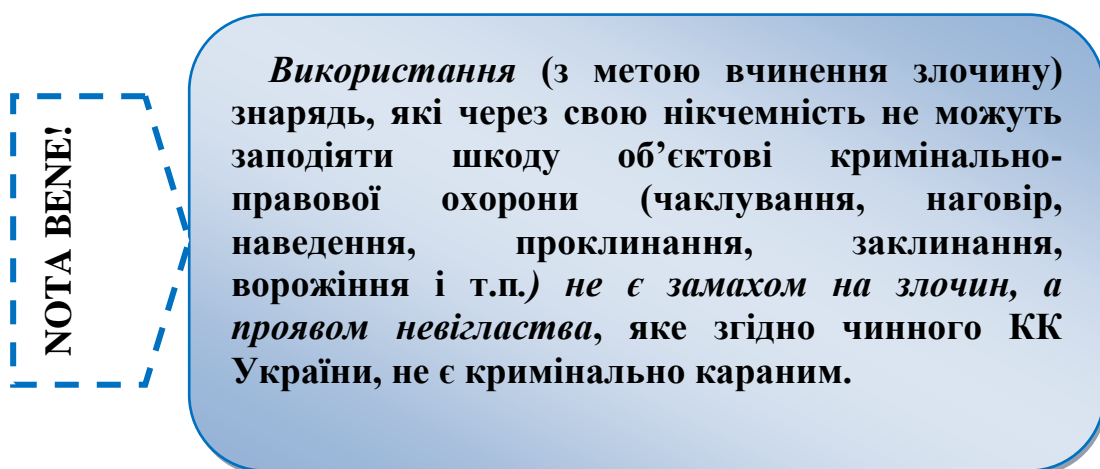 NOTA BENE!
Використання (з метою вчинення злочину)
знарядь, які через свою нікчемність не можуть
заподіяти шкоду об’єктові кримінально-
правової охорони (чаклування, наговір,
наведення, проклинання, заклинання,
ворожіння і т.п.) не є замахом на злочин, а
проявом невігластва, яке згідно чинного КК
України, не є кримінально караним.